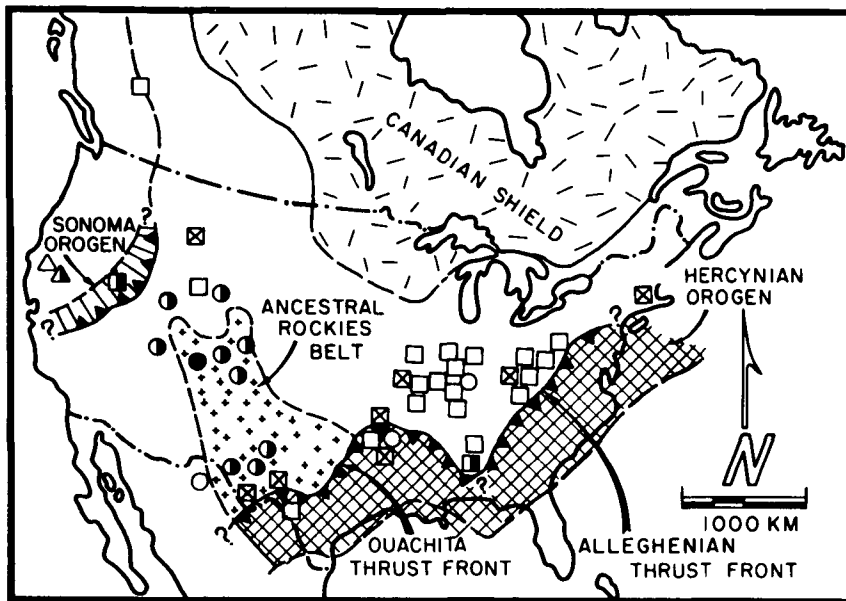 CANADIAN SHIELD
SONOMA
OROGEN
?
?
ANCESTRAL
ROCKIES
BELT
HERCYNIAN
OROGEN
?
?
?
N
1000 KM
OUACHITA
THRUST FRONT
ALLEGHENIAN
THRUST FRONT